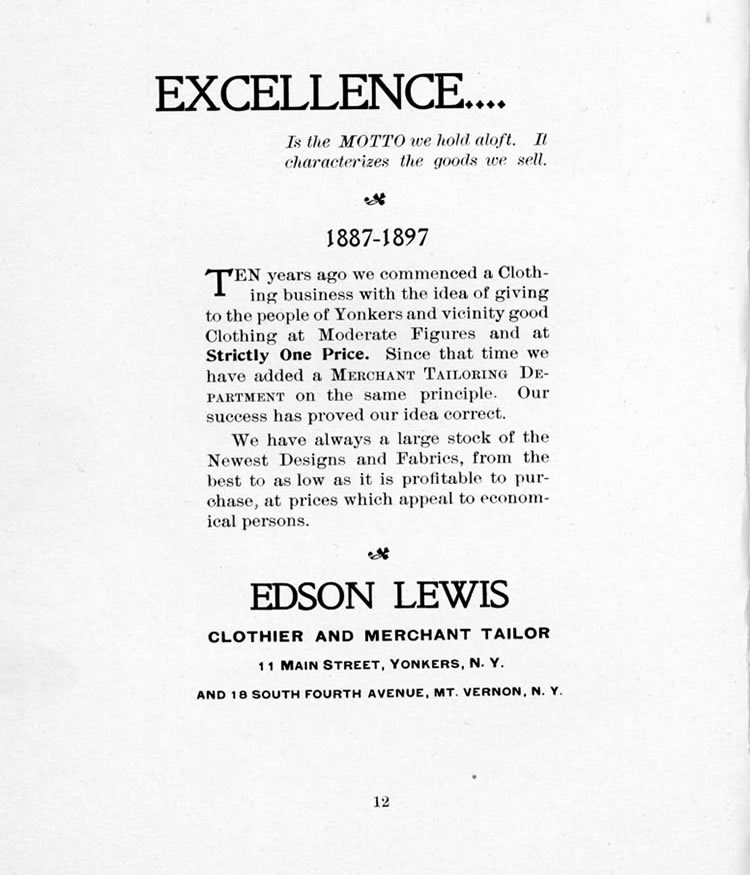 EXCELLENCE....
Is the MOTTO we hold aloft. It
characterizes the goods we sell.
1887-1897
TEN years ago we commenced a Cloth-
ing business with the idea of giving
to the people of Yonkers and vicinity good
Clothing at Moderate Figures and at
Strictly One Price. Since that time we
have added a MERCHANT TAILORING DE-
PARTMENT on the same principle. Our
success has proved our idea correct.
We have always a large stock of the
Newest Designs and Fabrics, from the
best to as low as it is profitable to pur-
chase, at prices which appeal to econom-
ical persons.
EDSON LEWIS
CLOTHIER AND MERCHANT TAILOR
11 MAIN STREET, YONKERS, N. Y.
AND 18 SOUTH FOURTH AVENUE, MT. VERNON, N. Y.
12